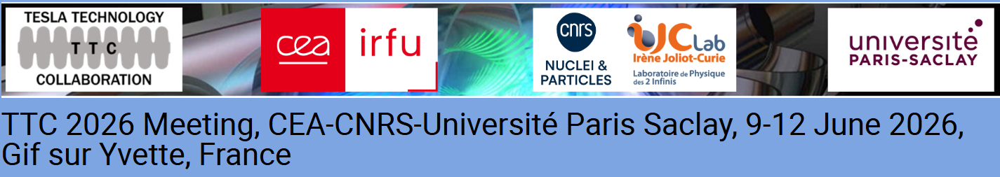 TESLA TECHNOLOGY
T T C
COLLABORATION
cea
irfu
cnrs
NUCLEI &
PARTICLES
iJCLab
Irène Joliot-Curie
Laboratoire de Physique
des 2 Infinis
université
PARIS-SACLAY
TTC 2026 Meeting, CEA-CNRS-Université Paris Saclay, 9-12 June 2026,
Gif sur Yvette, France